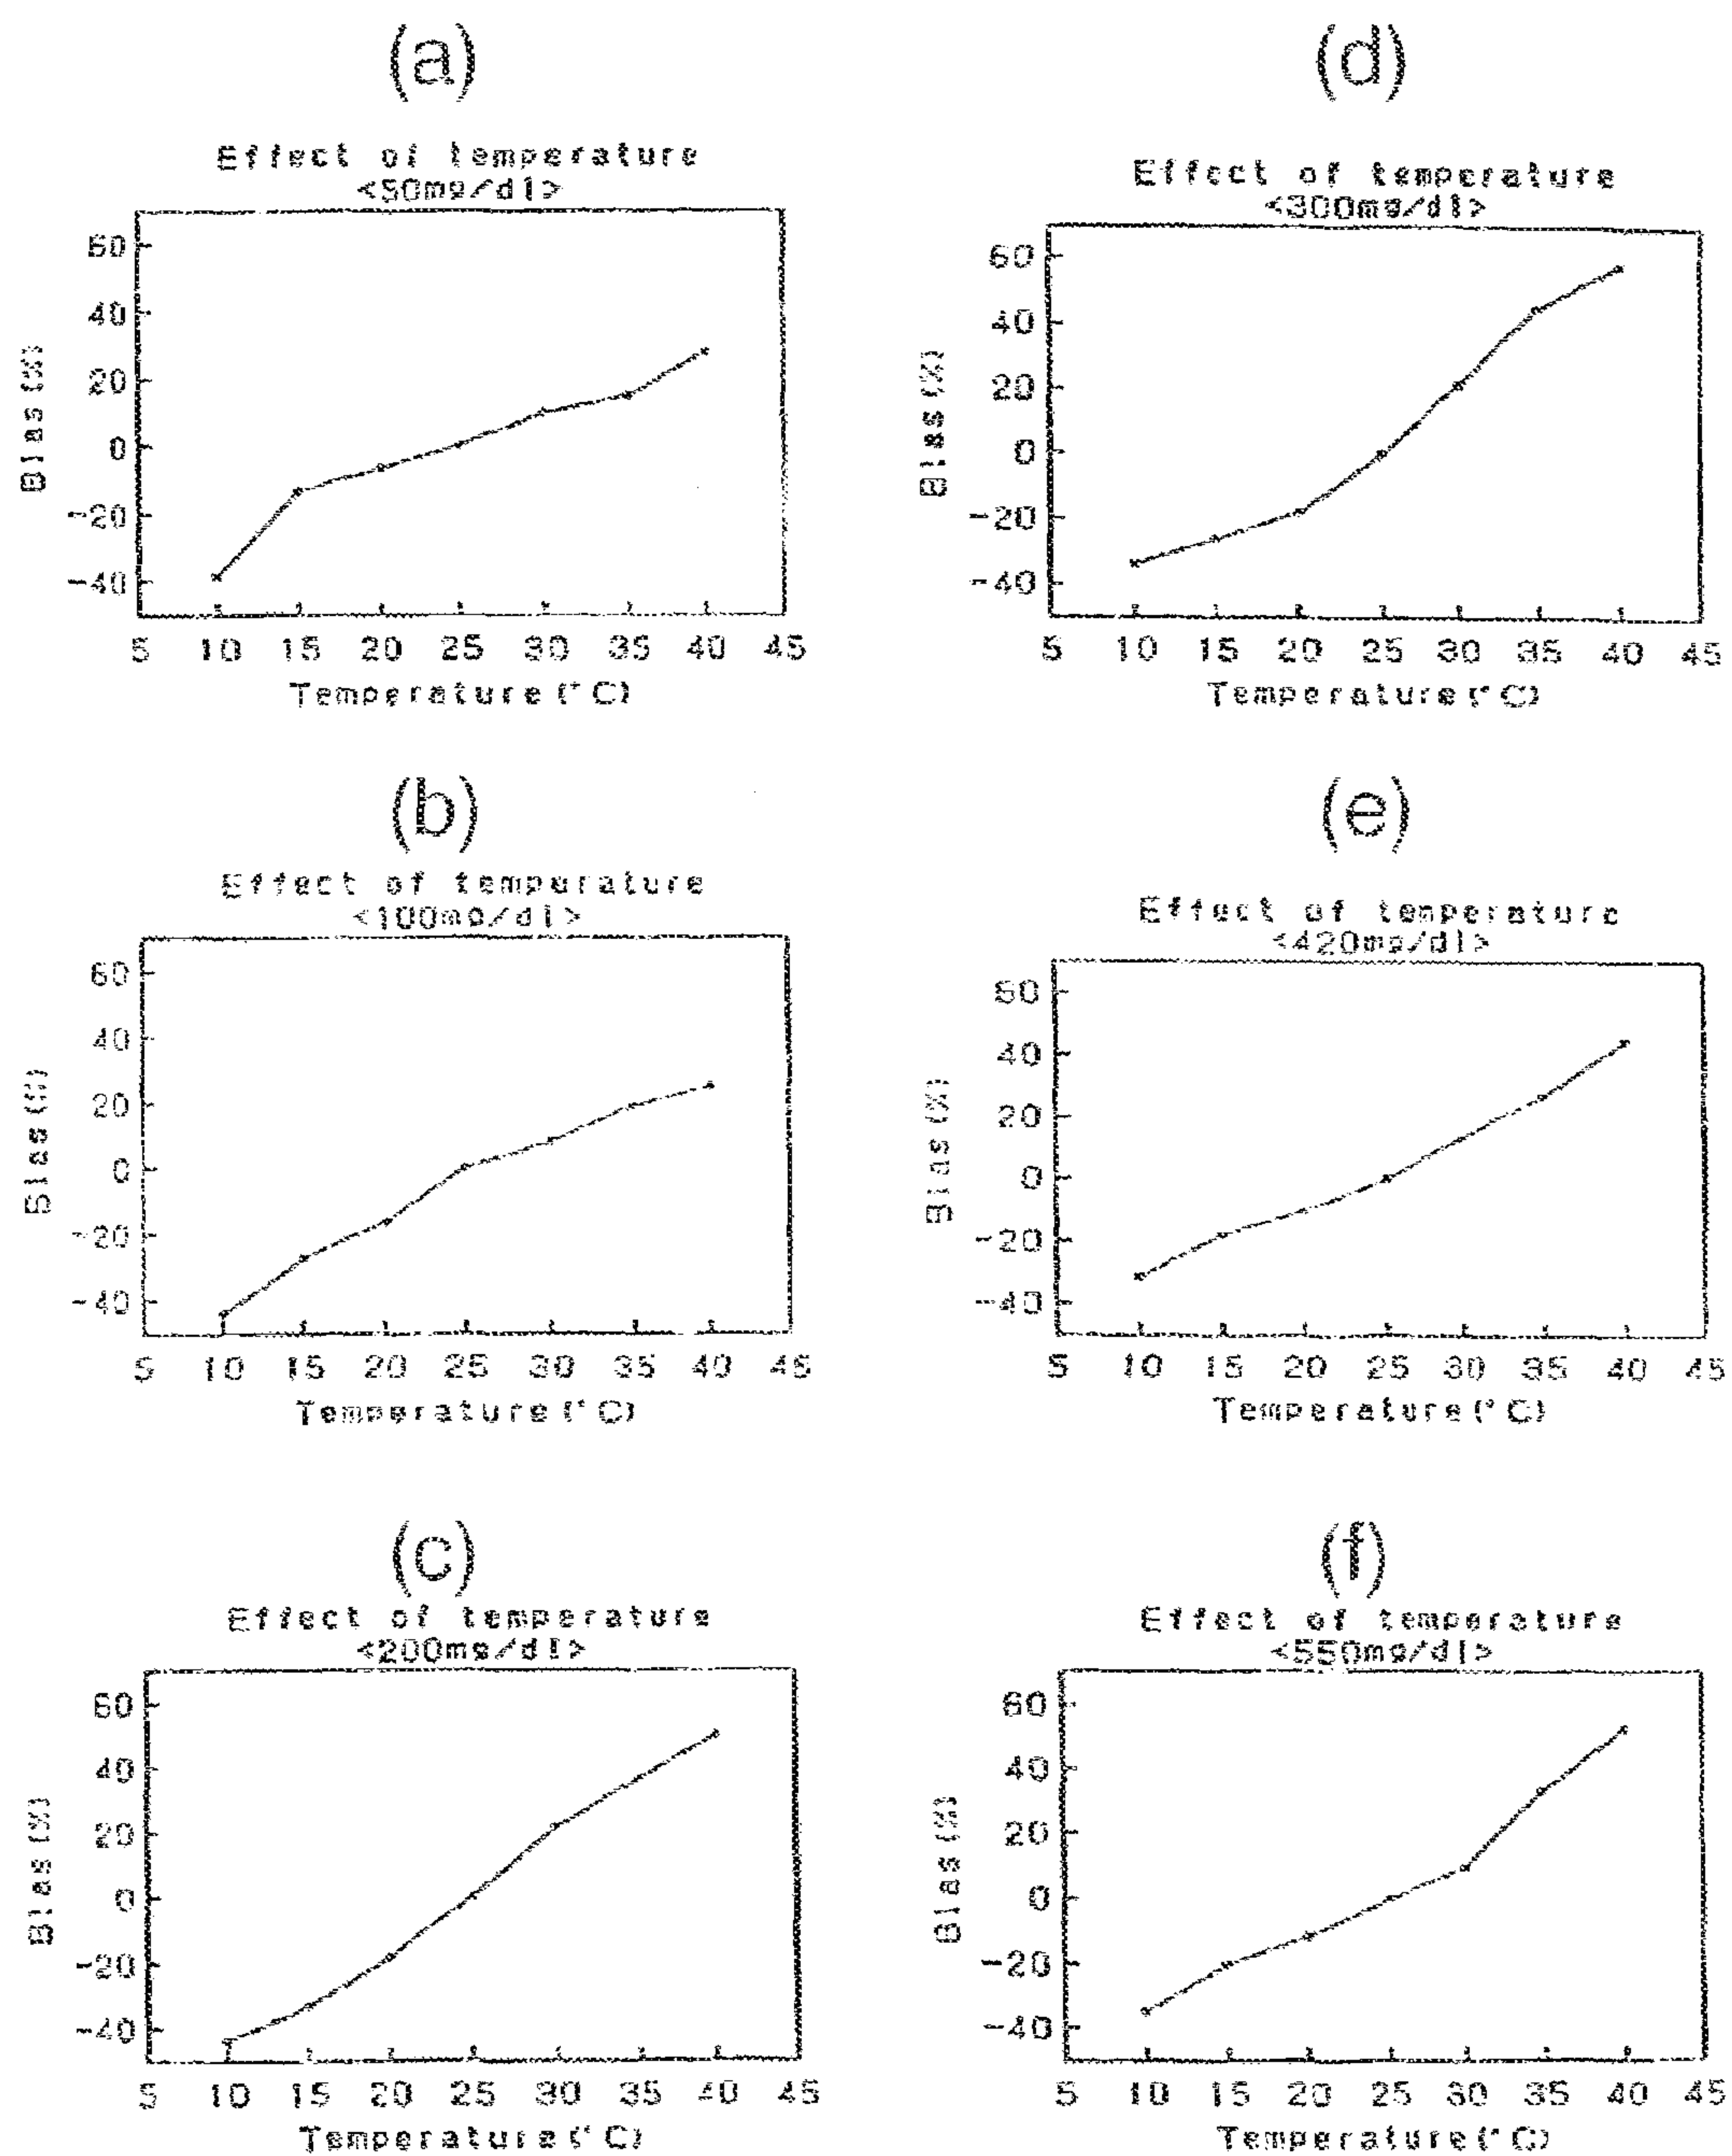 (a)
Effect of temperature
<50mg/dl>
60
40
20
0
-20
-40
Bias (%)
5 10 15 20 25 30 35 40 45
Temperature (°C)
(b)
Effect of temperature
<100mg/dl>
60
40
20
0
-20
-40
Bias (%)
5 10 15 20 25 30 35 40 45
Temperature (°C)
(c)
Effect of temperature
<200mg/dl>
60
40
20
0
-20
-40
Bias (%)
5 10 15 20 25 30 35 40 45
Temperature (°C)
(d)
Effect of temperature
<300mg/dl>
60
40
20
0
-20
-40
Bias (%)
5 10 15 20 25 30 35 40 45
Temperature (°C)
(e)
Effect of temperature
<420mg/dl>
60
40
20
0
-20
-40
Bias (%)
5 10 15 20 25 30 35 40 45
Temperature (°C)
(f)
Effect of temperature
<550mg/dl>
60
40
20
0
-20
-40
Bias (%)
5 10 15 20 25 30 35 40 45
Temperature (°C)